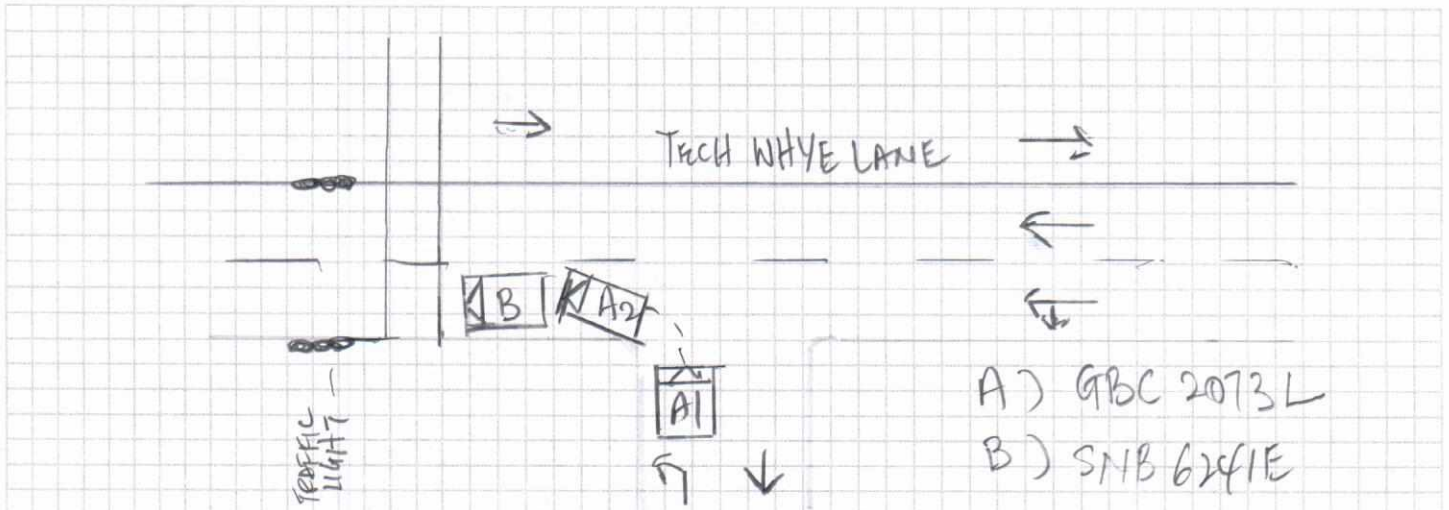 TECH WHYE LANE
B
A2
A1
TRAFFIC
LIGHT
A) GBC 2073L
B) SNB 6241E